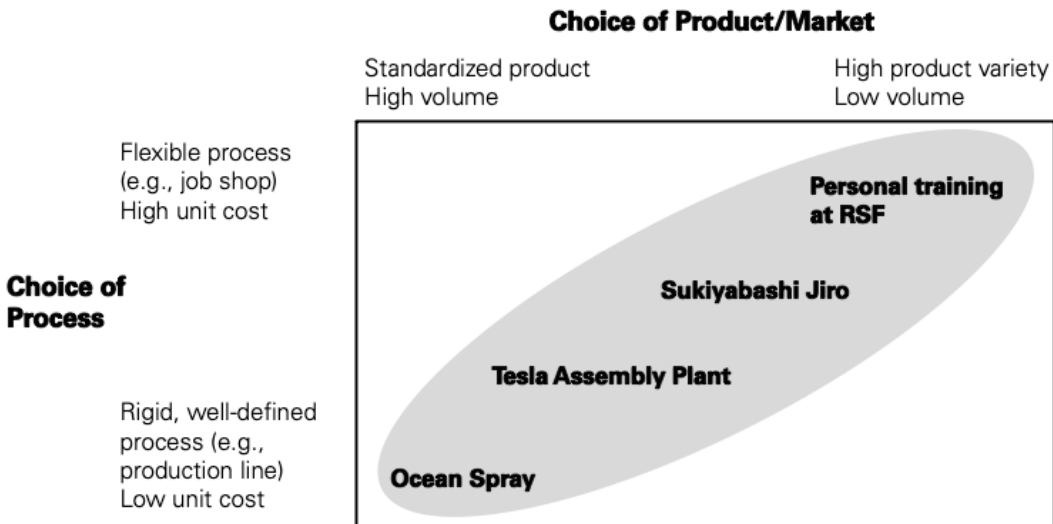 Choice of Product/Market
Standardized product
High volume
High product variety
Low volume
Flexible process
(e.g., job shop)
High unit cost
Personal training
at RSF
Choice of
Process
Sukiyabashi Jiro
Tesla Assembly Plant
Rigid, well-defined
process (e.g.,
production line)
Low unit cost
Ocean Spray